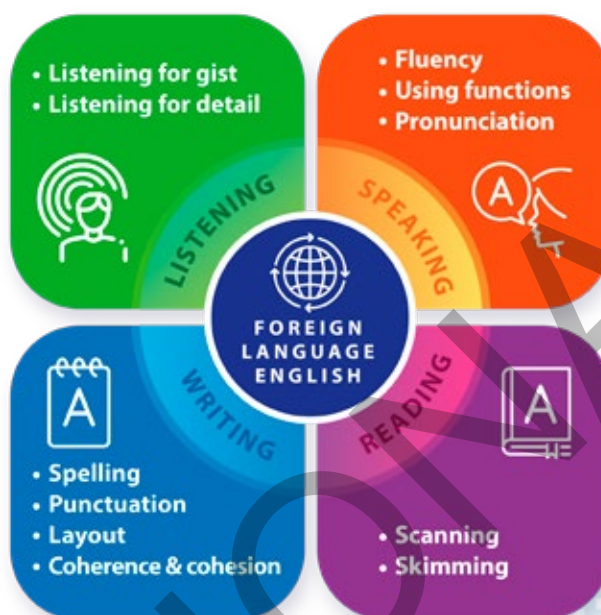 • Listening for gist
• Listening for detail
LISTENING
• Fluency
• Using functions
• Pronunciation
A
SPEAKING
FOREIGN
LANGUAGE
ENGLISH
A
WRITING
• Spelling
• Punctuation
• Layout
• Coherence & cohesion
READING
A
• Scanning
• Skimming